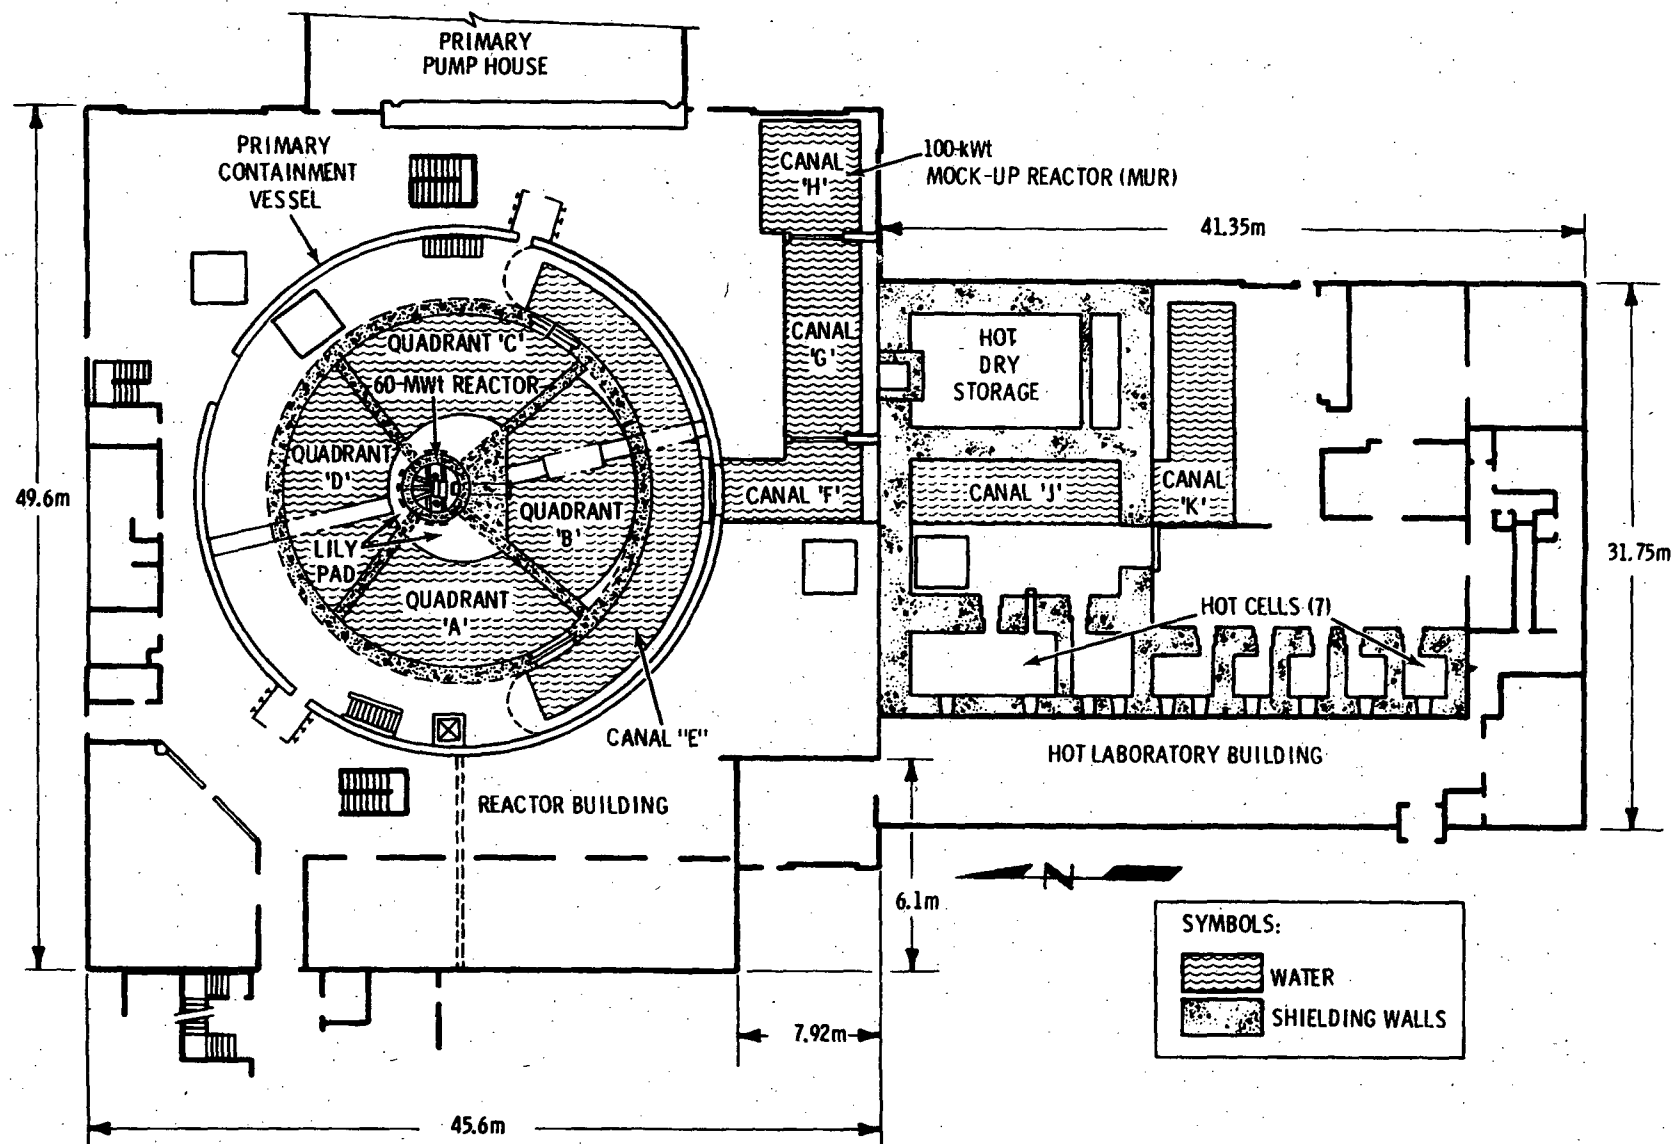 PRIMARY
PUMP HOUSE
PRIMARY
CONTAINMENT
VESSEL
CANAL
'H'
100-kWt
MOCK-UP REACTOR (MUR)
41.35m
QUADRANT 'C'
60-MWt REACTOR
CANAL
'G'
HOT
DRY
STORAGE
QUADRANT
'D'
49.6m
CANAL 'F'
CANAL 'J'
CANAL
'K'
QUADRANT
'B'
LILY
PAD
31.75m
QUADRANT
'A'
HOT CELLS (7)
CANAL "E"
HOT LABORATORY BUILDING
REACTOR BUILDING
N
6.1m
SYMBOLS:
WATER
SHIELDING WALLS
7.92m
45.6m